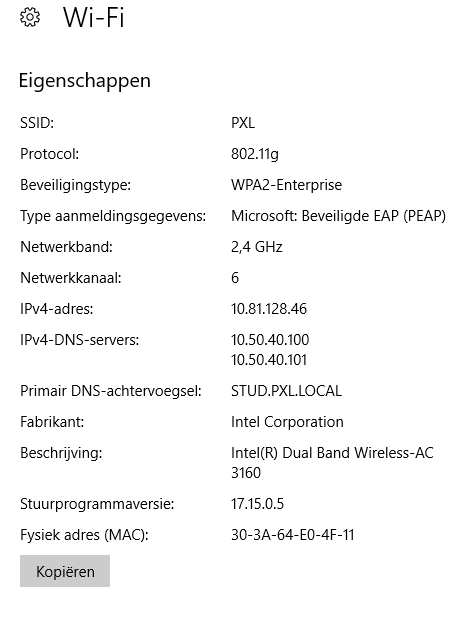 Wi-Fi
Eigenschappen
SSID: PXL
Protocol: 802.11g
Beveiligingstype: WPA2-Enterprise
Type aanmeldingsgegevens: Microsoft: Beveiligde EAP (PEAP)
Netwerkband: 2,4 GHz
Netwerkkanaal: 6
IPv4-adres: 10.81.128.46
IPv4-DNS-servers: 10.50.40.100
10.50.40.101
Primair DNS-achtervoegsel: STUD.PXL.LOCAL
Fabrikant: Intel Corporation
Beschrijving: Intel(R) Dual Band Wireless-AC
3160
Stuurprogrammaversie: 17.15.0.5
Fysiek adres (MAC): 30-3A-64-E0-4F-11
Kopiëren